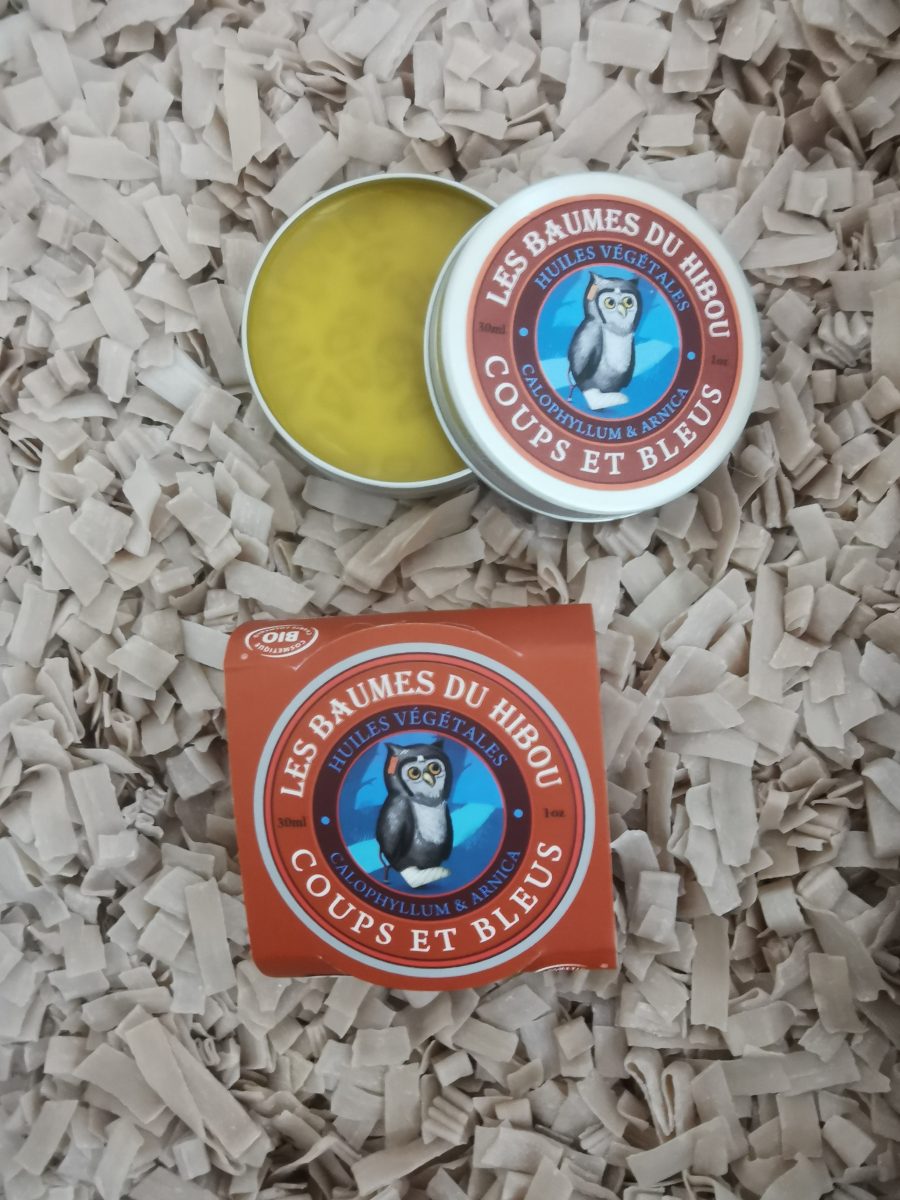 LES BAUMES DU HIBOU
HUILES VÉGÉTALES
30ml
1oz
CALOPHYLLUM & ARNICA
COUPS ET BLEUS
COSMETIQUE
BIO
LES BAUMES DU HIBOU
HUILES VÉGÉTALES
30ml
1oz
CALOPHYLLUM & ARNICA
COUPS ET BLEUS